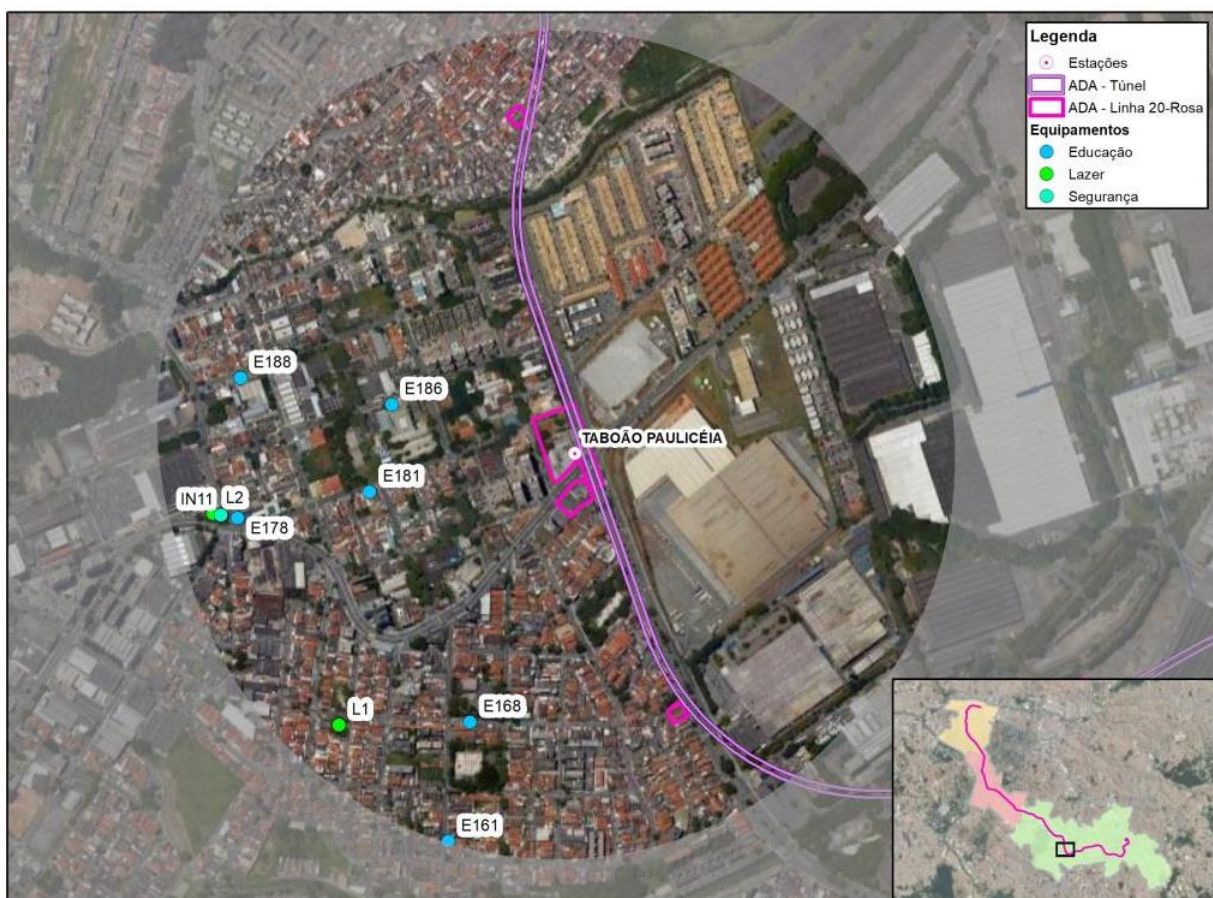 Legenda
Estações
ADA - Túnel
ADA - Linha 20-Rosa
Equipamentos
Educação
Lazer
Segurança
E188
E186
TABOÃO PAULICÉIA
E181
IN11
L2
E178
L1
E168
E161